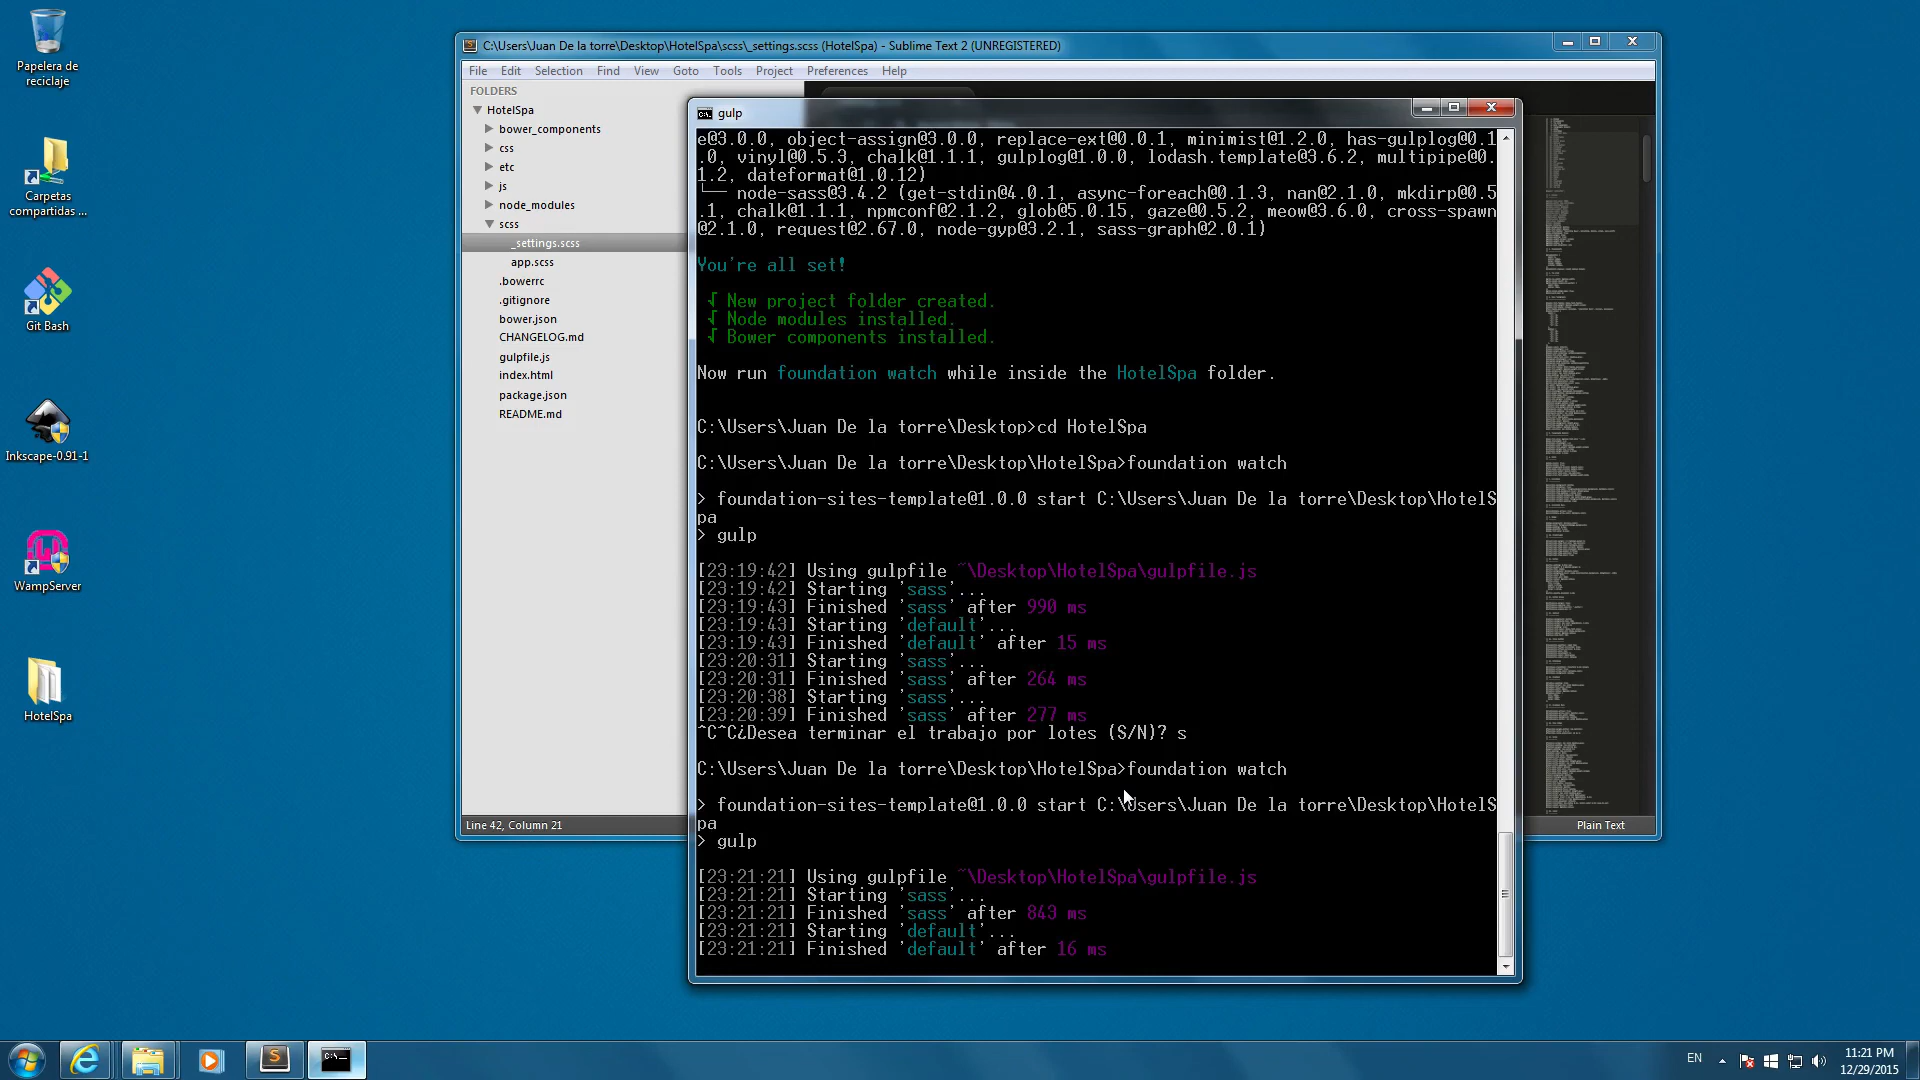 Papelera de
reciclaje
Carpetas
compartidas ...
Git Bash
Inkscape-0.91-1
WampServer
HotelSpa
C:\Users\Juan De la torre\Desktop\HotelSpa\scss\_settings.scss (HotelSpa) - Sublime Text 2 (UNREGISTERED)
File Edit Selection Find View Goto Tools Project Preferences Help
FOLDERS
HotelSpa
bower_components
css
etc
js
node_modules
scss
_settings.scss
app.scss
.bowerrc
.gitignore
bower.json
CHANGELOG.md
gulpfile.js
index.html
package.json
README.md
Line 42, Column 21
Plain Text
gulp
e@3.0.0, object-assign@3.0.0, replace-ext@0.0.1, minimist@1.2.0, has-gulplog@0.1
.0, vinyl@0.5.3, chalk@1.1.1, gulplog@1.0.0, lodash.template@3.6.2, multipipe@0.
1.2, dateformat@1.0.12)
└── node-sass@3.4.2 (get-stdin@4.0.1, async-foreach@0.1.3, nan@2.1.0, mkdirp@0.5
.1, chalk@1.1.1, npmconf@2.1.2, glob@5.0.15, gaze@0.5.2, meow@3.6.0, cross-spawn
@2.1.0, request@2.67.0, node-gyp@3.2.1, sass-graph@2.0.1)
You're all set!
√ New project folder created.
√ Node modules installed.
√ Bower components installed.
Now run foundation watch while inside the HotelSpa folder.
C:\Users\Juan De la torre\Desktop>cd HotelSpa
C:\Users\Juan De la torre\Desktop\HotelSpa>foundation watch
> foundation-sites-template@1.0.0 start C:\Users\Juan De la torre\Desktop\HotelS
pa
> gulp
[23:19:42] Using gulpfile ~\Desktop\HotelSpa\gulpfile.js
[23:19:42] Starting 'sass'...
[23:19:43] Finished 'sass' after 990 ms
[23:19:43] Starting 'default'...
[23:19:43] Finished 'default' after 15 ms
[23:20:31] Starting 'sass'...
[23:20:31] Finished 'sass' after 264 ms
[23:20:38] Starting 'sass'...
[23:20:39] Finished 'sass' after 277 ms
^C^C¿Desea terminar el trabajo por lotes (S/N)? s
C:\Users\Juan De la torre\Desktop\HotelSpa>foundation watch
> foundation-sites-template@1.0.0 start C:\Users\Juan De la torre\Desktop\HotelS
pa
> gulp
[23:21:21] Using gulpfile ~\Desktop\HotelSpa\gulpfile.js
[23:21:21] Starting 'sass'...
[23:21:21] Finished 'sass' after 843 ms
[23:21:21] Starting 'default'...
[23:21:21] Finished 'default' after 16 ms
EN
11:21 PM
12/29/2015